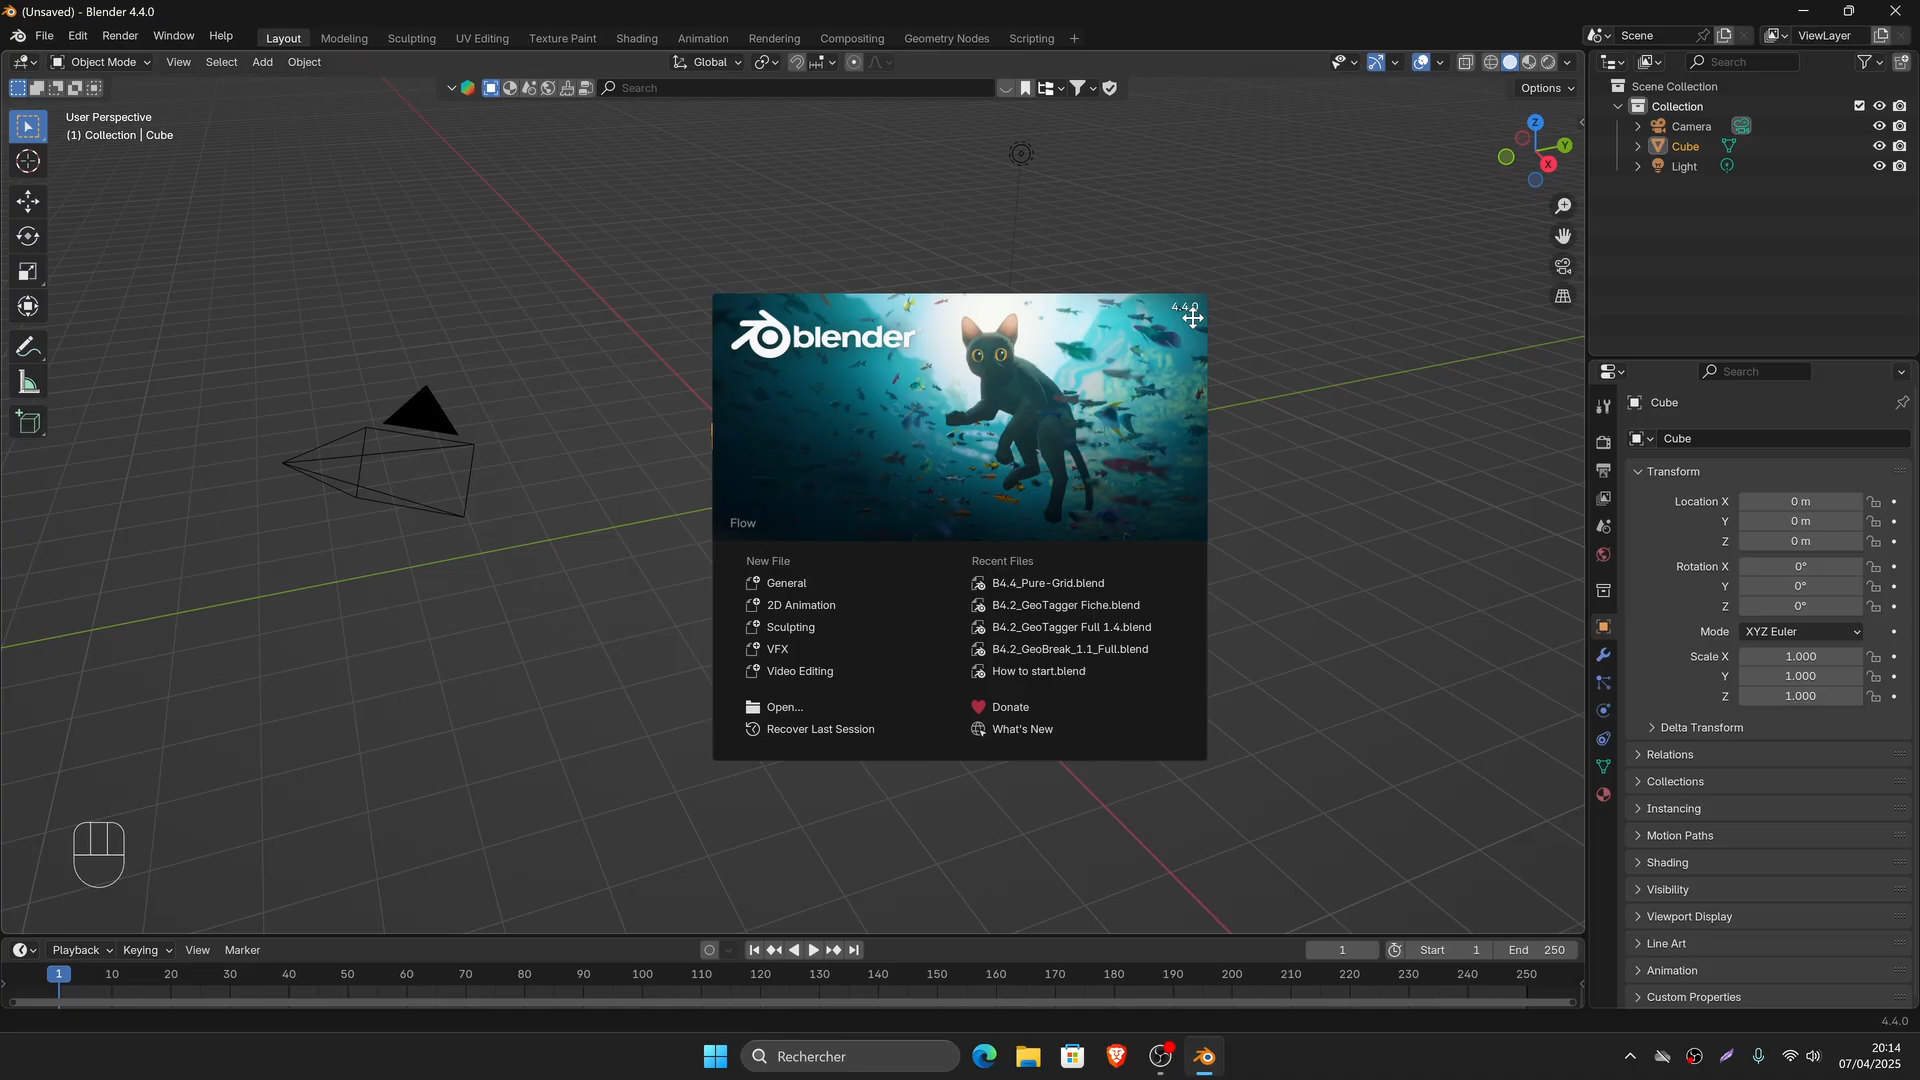 (Unsaved) - Blender 4.4.0
File Edit Render Window Help
Layout Modeling Sculpting UV Editing Texture Paint Shading Animation Rendering Compositing Geometry Nodes Scripting +
Scene
ViewLayer
Object Mode View Select Add Object
Global
Search
Options
User Perspective
(1) Collection | Cube
Z
Y
X
Search
Scene Collection
Collection
Camera
Cube
Light
4.4.0
blender
Flow
New File
General
2D Animation
Sculpting
VFX
Video Editing
Open...
Recover Last Session
Recent Files
B4.4_Pure-Grid.blend
B4.2_GeoTagger Fiche.blend
B4.2_GeoTagger Full 1.4.blend
B4.2_GeoBreak_1.1_Full.blend
How to start.blend
Donate
What's New
Search
Cube
Cube
Transform
Location X 0 m
Y 0 m
Z 0 m
Rotation X 0°
Y 0°
Z 0°
Mode XYZ Euler
Scale X 1.000
Y 1.000
Z 1.000
Delta Transform
Relations
Collections
Instancing
Motion Paths
Shading
Visibility
Viewport Display
Line Art
Animation
Custom Properties
Playback Keying View Marker
1 Start 1 End 250
1 10 20 30 40 50 60 70 80 90 100 110 120 130 140 150 160 170 180 190 200 210 220 230 240 250
4.4.0
Rechercher
20:14
07/04/2025